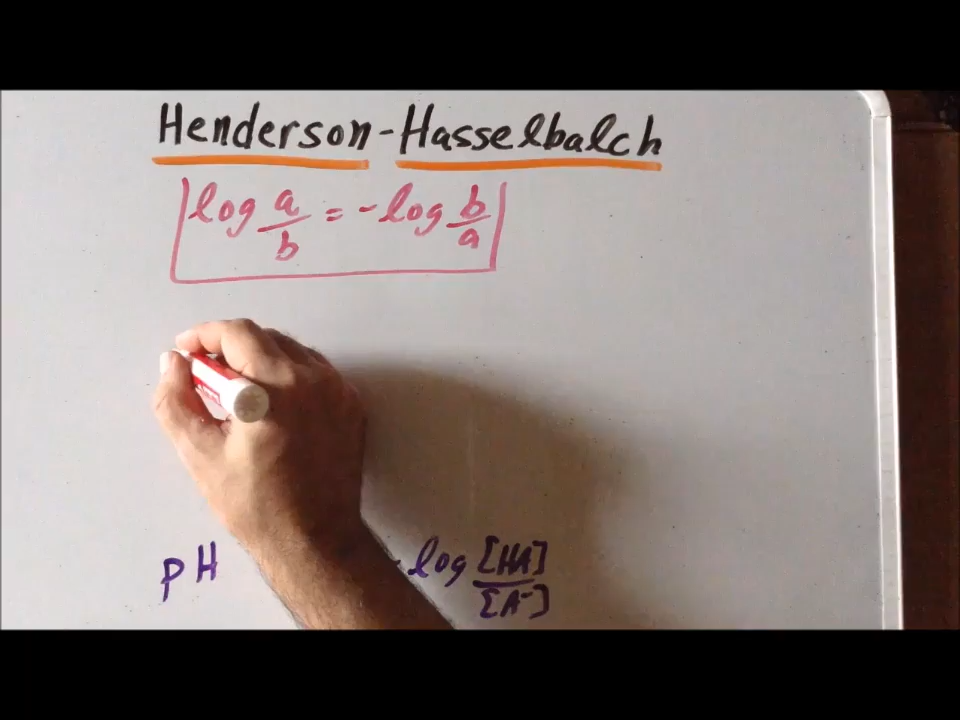 Henderson-Hasselbalch
log a/b = -log b/a
pH - log [HA]/[A⁻]